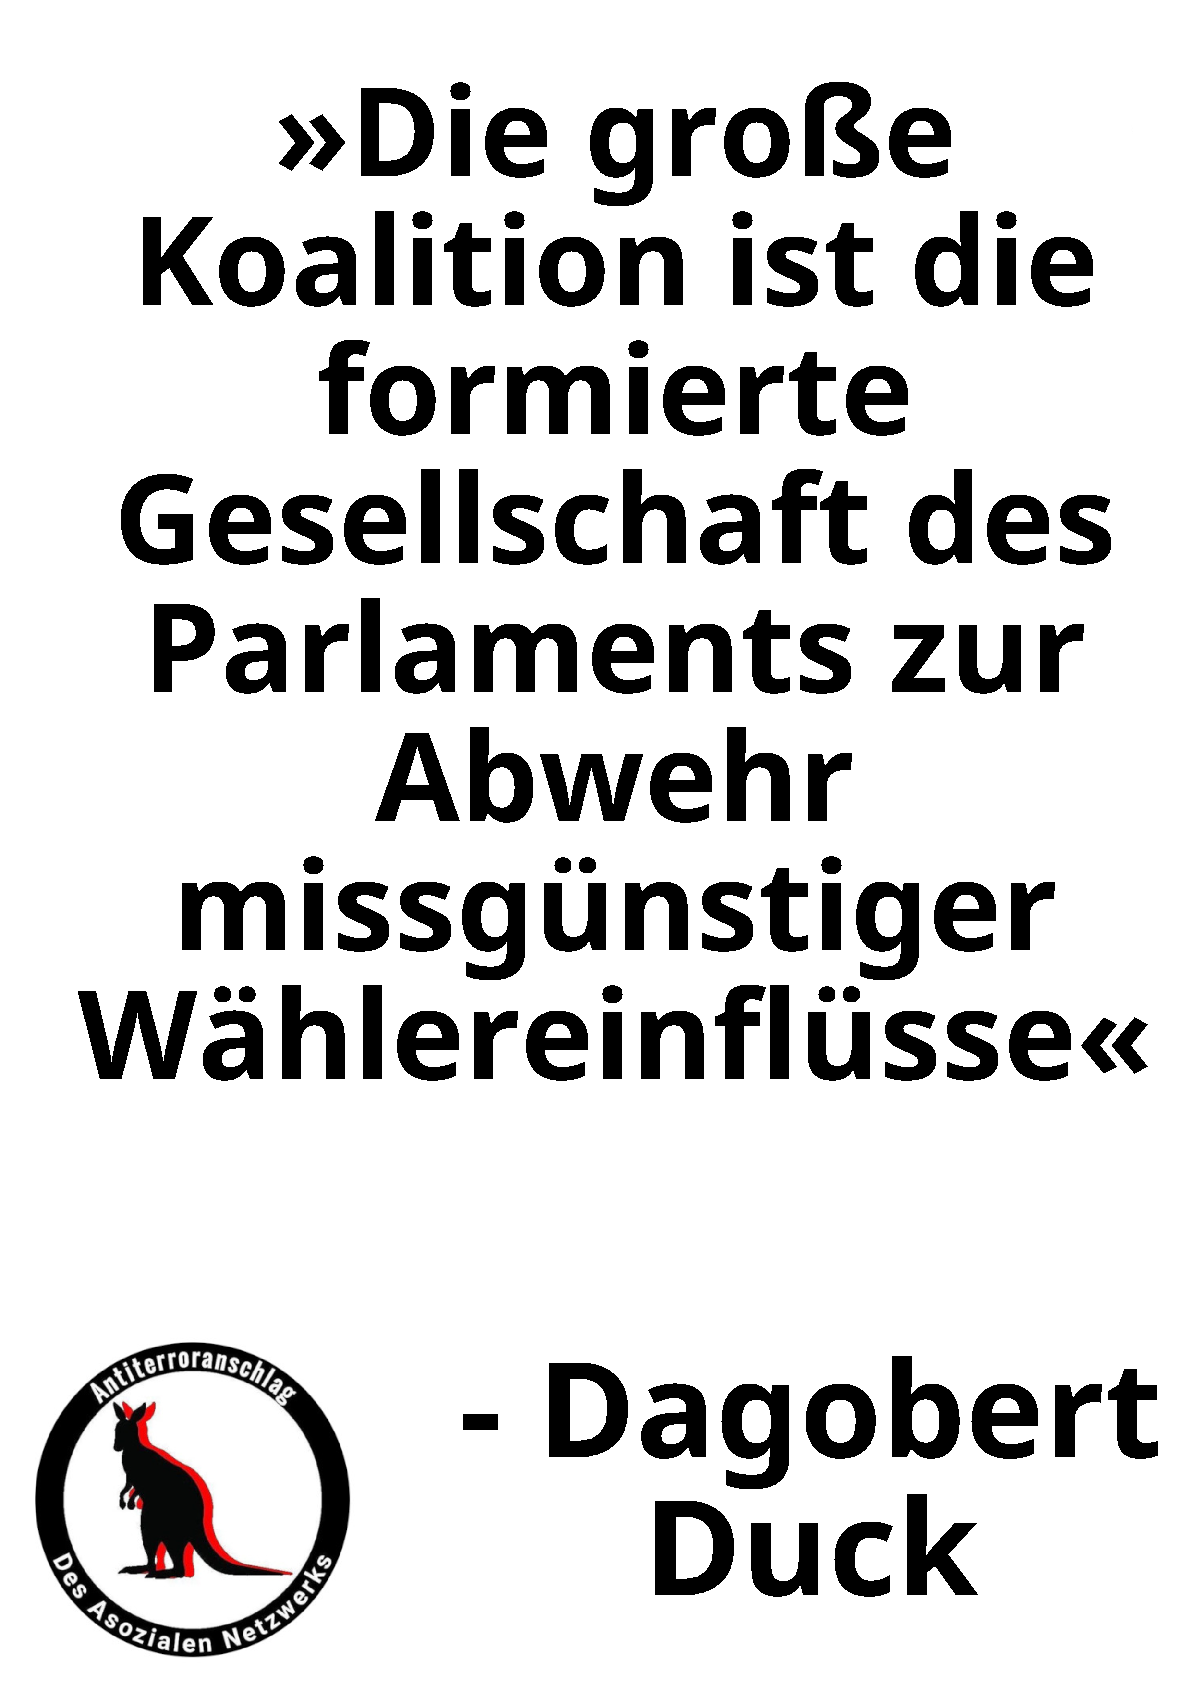 »Die große
Koalition ist die
formierte
Gesellschaft des
Parlaments zur
Abwehr
missgünstiger
Wählereinflüsse«
- Dagobert
Duck
Antiterroranschlag
Des Asozialen Netzwerks